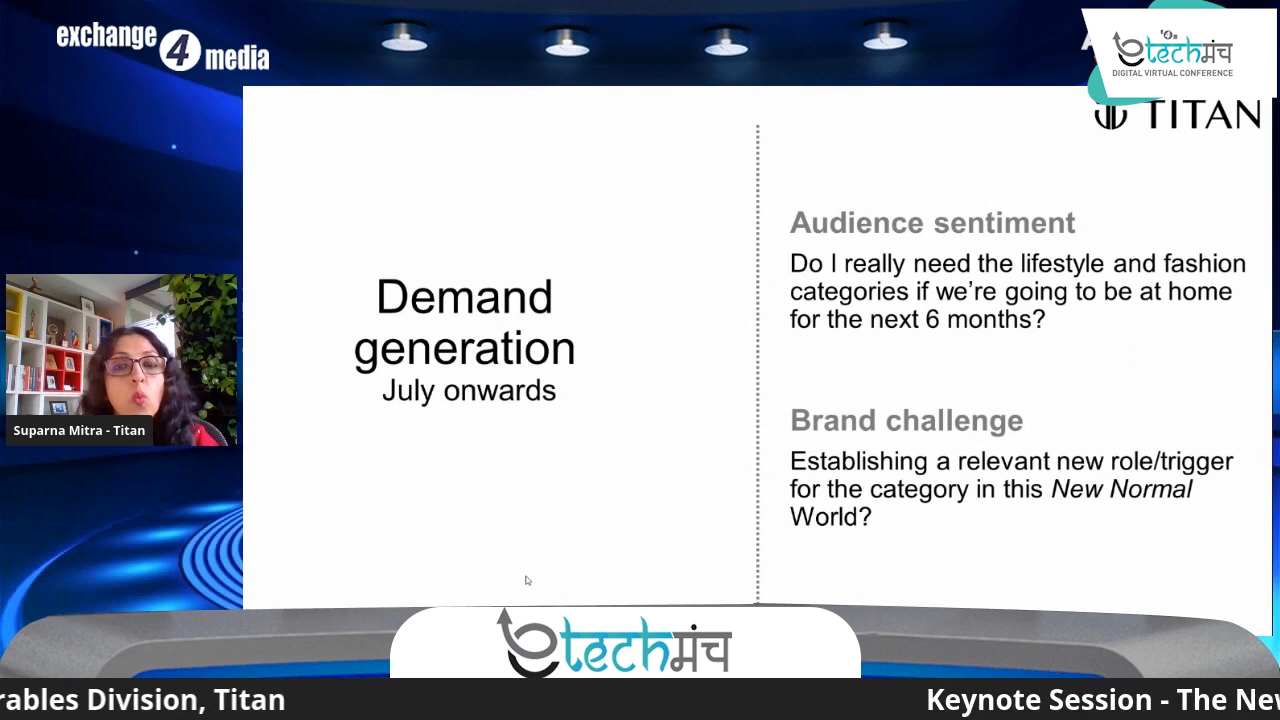 exchange
4
media
techमंच
DIGITAL VIRTUAL CONFERENCE
TITAN
Audience sentiment
Do I really need the lifestyle and fashion
categories if we’re going to be at home
for the next 6 months?
Demand
generation
July onwards
Brand challenge
Establishing a relevant new role/trigger
for the category in this New Normal
World?
Suparna Mitra - Titan
techमंच
rables Division, Titan
Keynote Session - The New